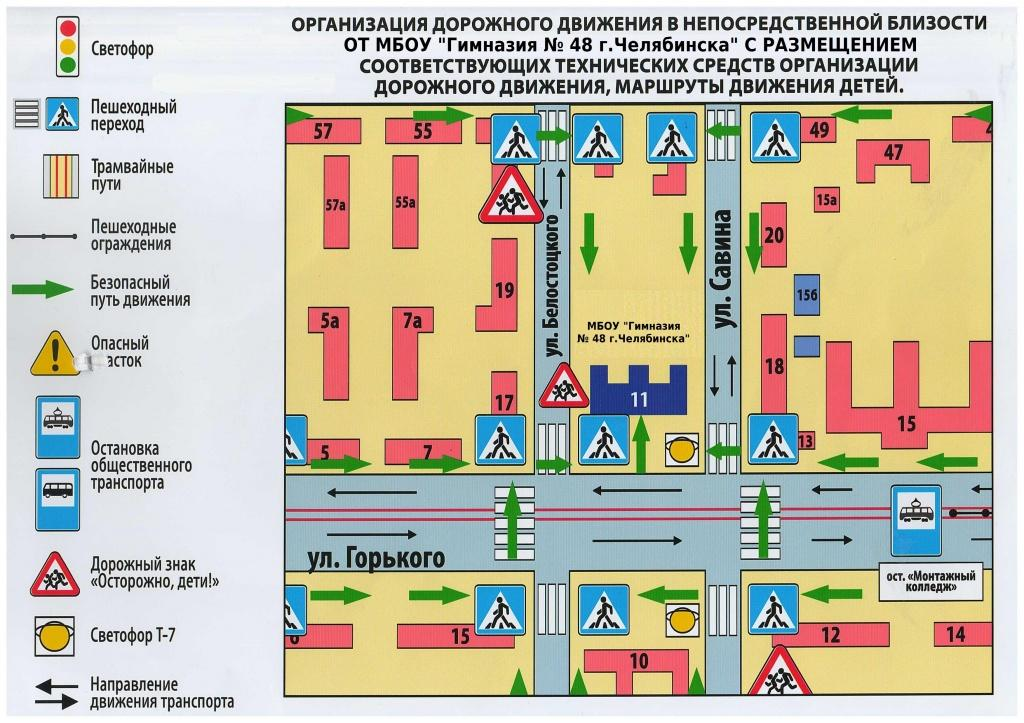 ОРГАНИЗАЦИЯ ДОРОЖНОГО ДВИЖЕНИЯ В НЕПОСРЕДСТВЕННОЙ БЛИЗОСТИ
ОТ МБОУ "Гимназия № 48 г.Челябинска" С РАЗМЕЩЕНИЕМ
СООТВЕТСТВУЮЩИХ ТЕХНИЧЕСКИХ СРЕДСТВ ОРГАНИЗАЦИИ
ДОРОЖНОГО ДВИЖЕНИЯ, МАРШРУТЫ ДВИЖЕНИЯ ДЕТЕЙ.
Светофор
Пешеходный
переход
Трамвайные
пути
Пешеходные
ограждения
Безопасный
путь движения
Опасный
асток
Остановка
общественного
транспорта
Дорожный знак
«Осторожно, дети!»
Светофор Т-7
Направление
движения транспорта
57
55
49
4
47
57а
55а
15а
20
19
ул. Белостоцкого
ул. Савина
156
5а
7а
МБОУ "Гимназия
№ 48 г.Челябинска"
18
17
11
15
5
7
13
ул. Горького
ост. «Монтажный
колледж»
6
15
12
14
10